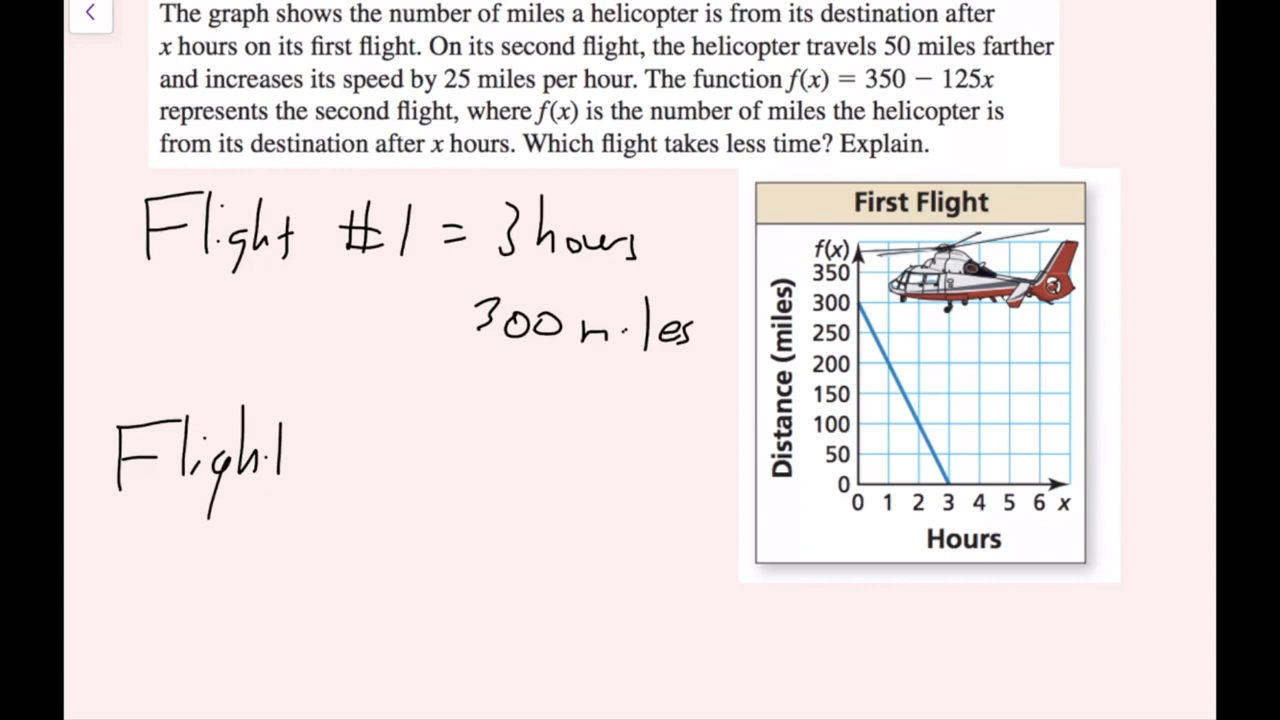 The graph shows the number of miles a helicopter is from its destination after
x hours on its first flight. On its second flight, the helicopter travels 50 miles farther
and increases its speed by 25 miles per hour. The function f(x) = 350 − 125x
represents the second flight, where f(x) is the number of miles the helicopter is
from its destination after x hours. Which flight takes less time? Explain.
Flight #1 = 3 hours
300 miles
Flight
First Flight
f(x)
350
300
250
200
150
100
50
0
Distance (miles)
0 1 2 3 4 5 6 x
Hours